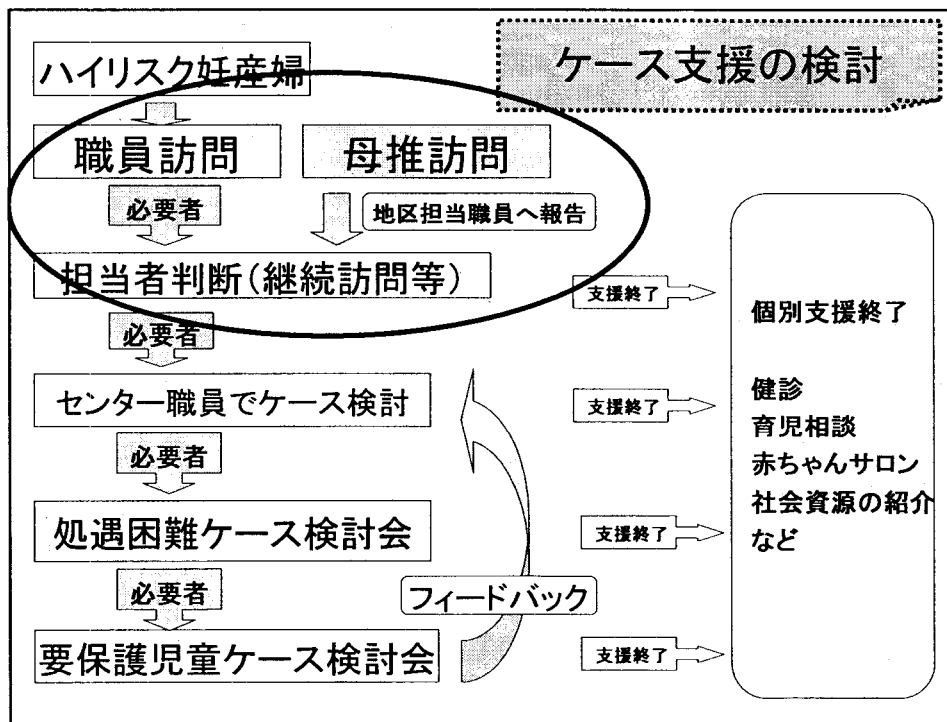 ケース支援の検討
ハイリスク妊産婦
職員訪問
母推訪問
必要者
地区担当職員へ報告
担当者判断(継続訪問等)
支援終了
必要者
センター職員でケース検討
支援終了
必要者
処遇困難ケース検討会
支援終了
必要者
フィードバック
要保護児童ケース検討会
支援終了
個別支援終了
健診
育児相談
赤ちゃんサロン
社会資源の紹介
など